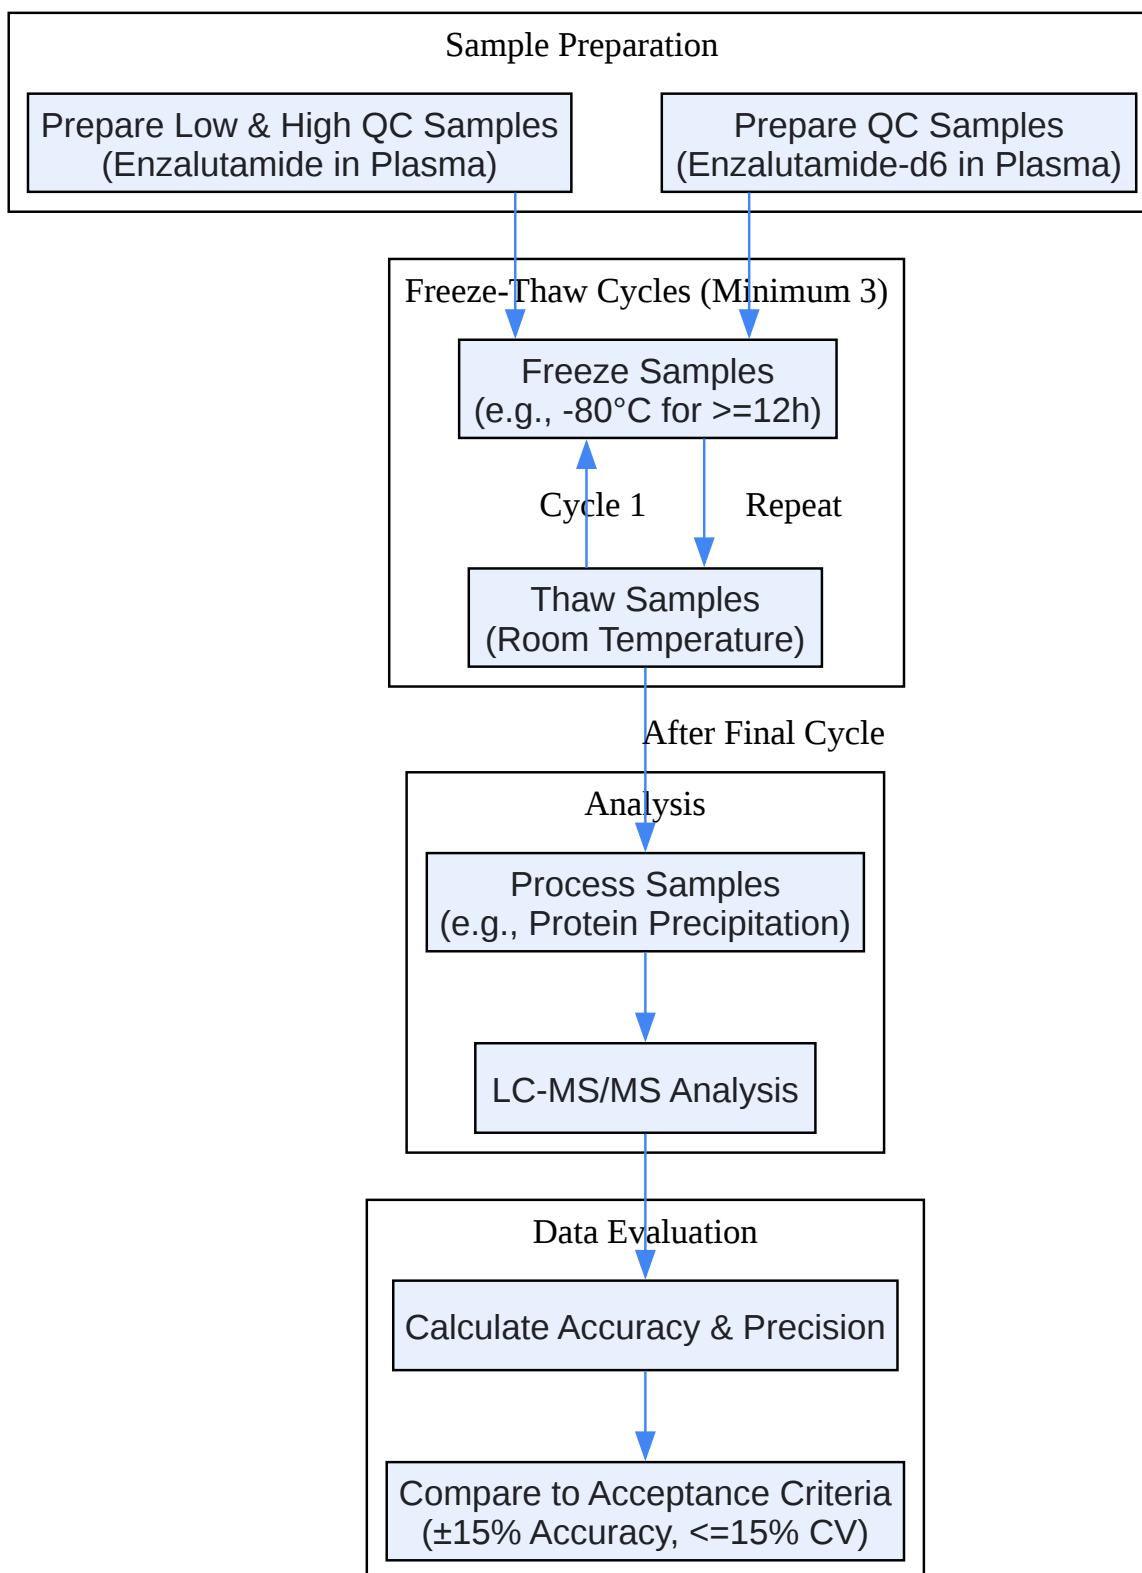 Sample Preparation
Prepare Low & High QC Samples
(Enzalutamide in Plasma)
Prepare QC Samples
(Enzalutamide-d6 in Plasma)
Freeze-Thaw Cycles (Minimum 3)
Freeze Samples
(e.g., -80°C for >=12h)
Cycle 1
Repeat
Thaw Samples
(Room Temperature)
After Final Cycle
Analysis
Process Samples
(e.g., Protein Precipitation)
LC-MS/MS Analysis
Data Evaluation
Calculate Accuracy & Precision
Compare to Acceptance Criteria
(±15% Accuracy, <=15% CV)